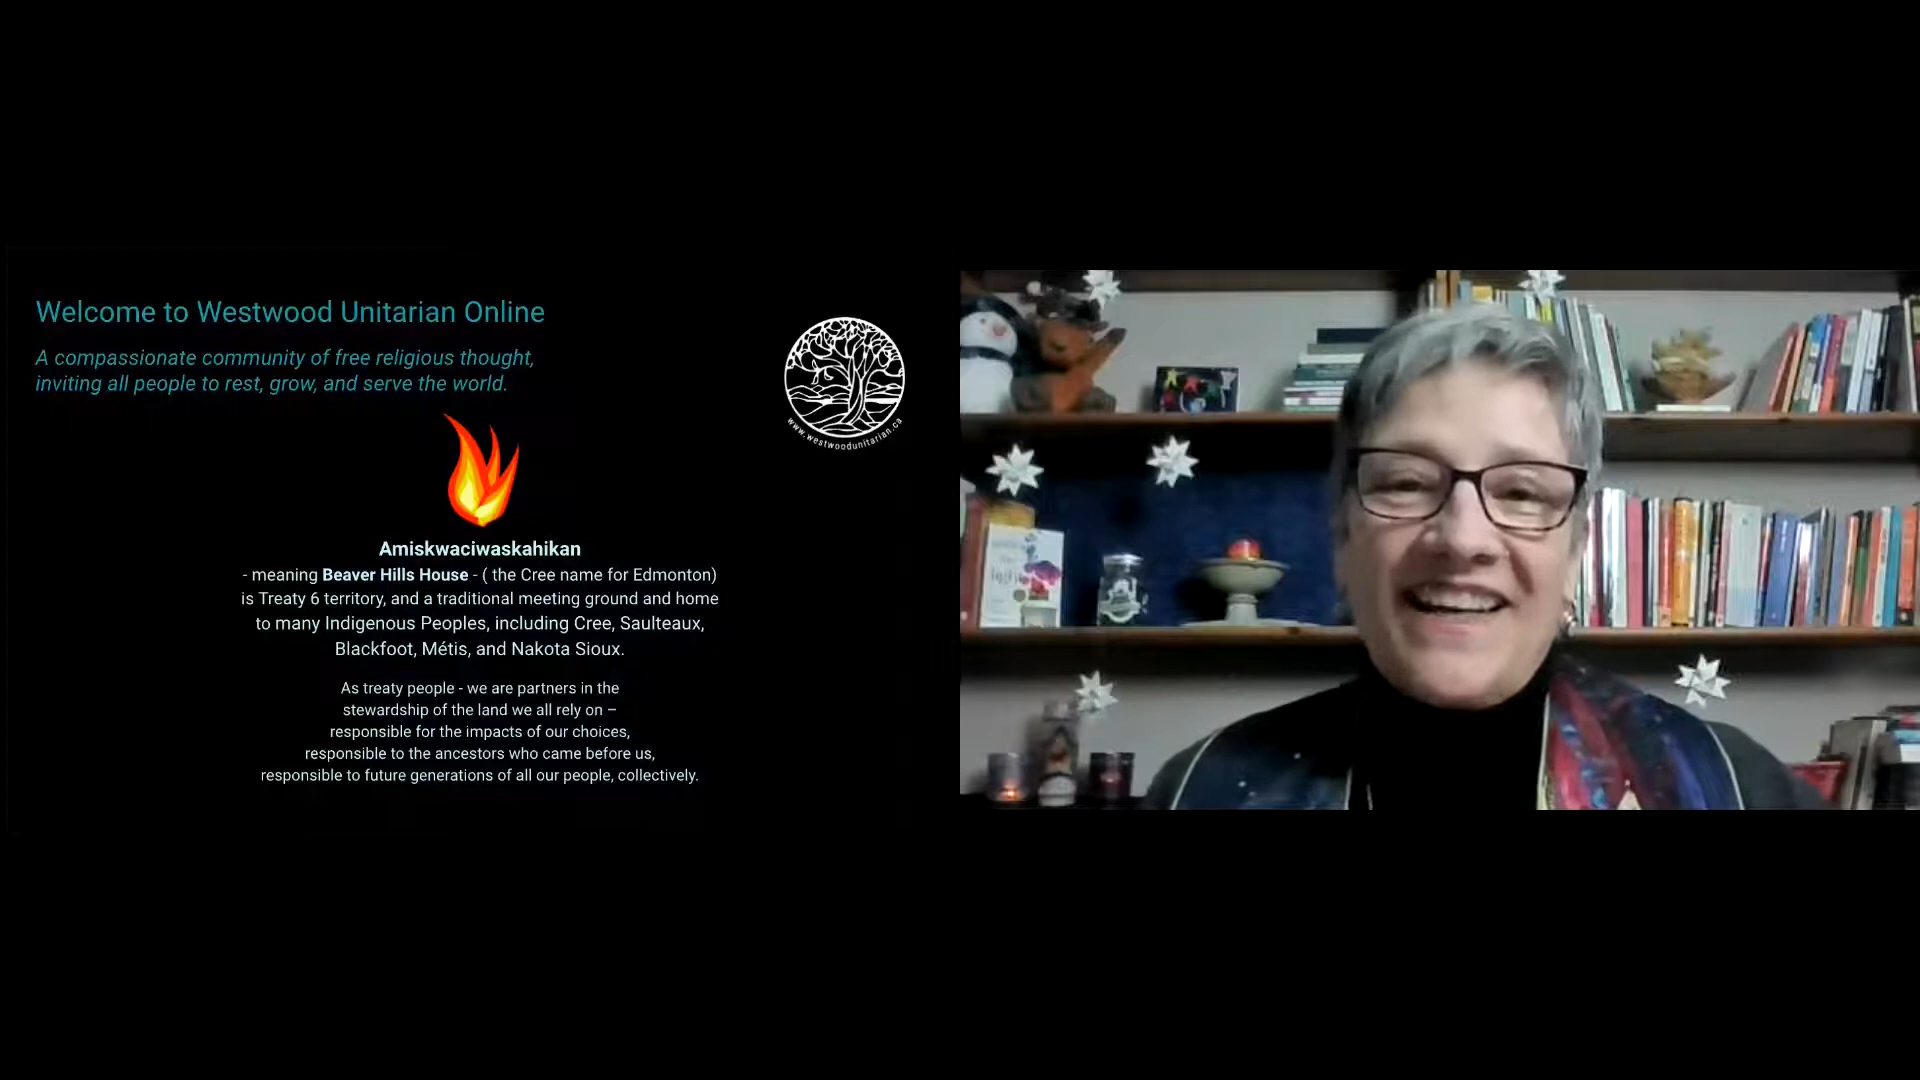 Welcome to Westwood Unitarian Online
A compassionate community of free religious thought,
inviting all people to rest, grow, and serve the world.
www.westwoodunitarian.ca
Amiskwaciwaskahikan
- meaning Beaver Hills House - ( the Cree name for Edmonton)
is Treaty 6 territory, and a traditional meeting ground and home
to many Indigenous Peoples, including Cree, Saulteaux,
Blackfoot, Métis, and Nakota Sioux.
As treaty people - we are partners in the
stewardship of the land we all rely on –
responsible for the impacts of our choices,
responsible to the ancestors who came before us,
responsible to future generations of all our people, collectively.